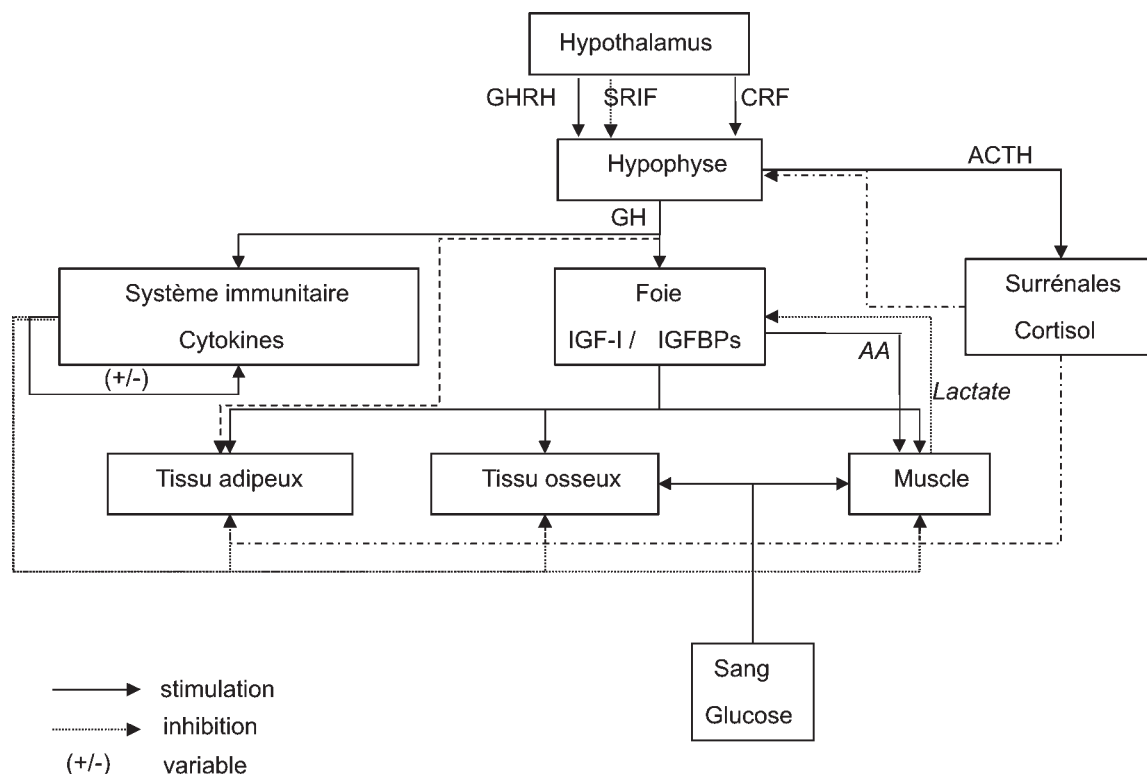 Hypothalamus
GHRH
SRIF
CRF
Hypophyse
ACTH
GH
Système immunitaire
Cytokines
(+/-)
Foie
IGF-I / IGFBPs
Surrénales
Cortisol
AA
Lactate
Tissu adipeux
Tissu osseux
Muscle
Sang
Glucose
stimulation
inhibition
(+/-) variable